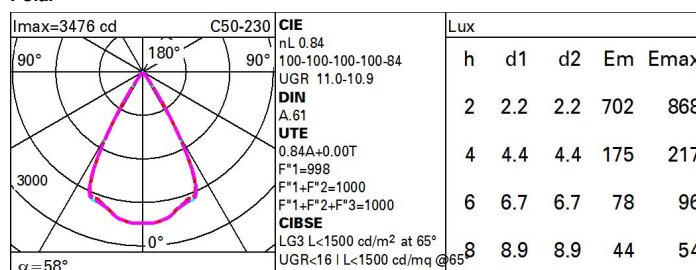 Imax=3476 cd C50-230
90° 180° 90°
3000
0°
α=58°
CIE
nL 0.84
100-100-100-100-84
UGR 11.0-10.9
DIN
A.61
UTE
0.84A+0.00T
F"1=998
F"1+F"2=1000
F"1+F"2+F"3=1000
CIBSE
LG3 L<1500 cd/m² at 65°
UGR<16 | L<1500 cd/mq @65°
Lux
h d1 d2 Em Emax
2 2.2 2.2 702 868
4 4.4 4.4 175 217
6 6.7 6.7 78 96
8 8.9 8.9 44 54